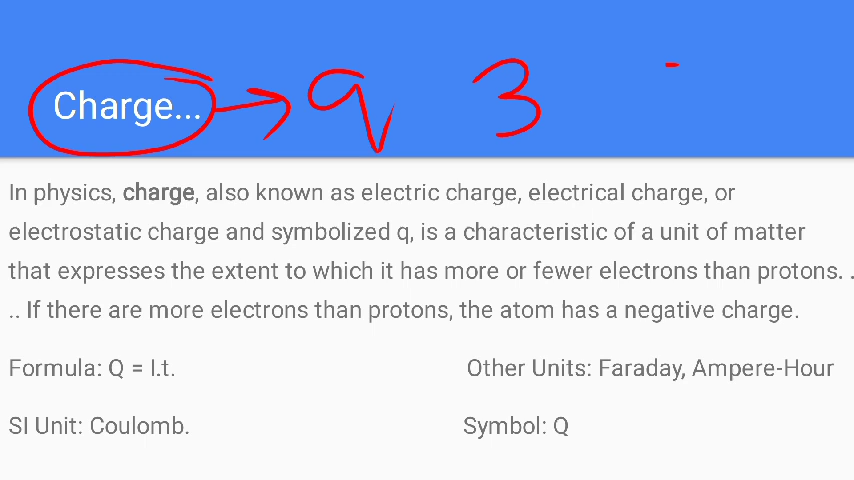 Charge... → q 3 -
In physics, charge, also known as electric charge, electrical charge, or
electrostatic charge and symbolized q, is a characteristic of a unit of matter
that expresses the extent to which it has more or fewer electrons than protons. .
.. If there are more electrons than protons, the atom has a negative charge.
Formula: Q = I.t. Other Units: Faraday, Ampere-Hour
SI Unit: Coulomb. Symbol: Q